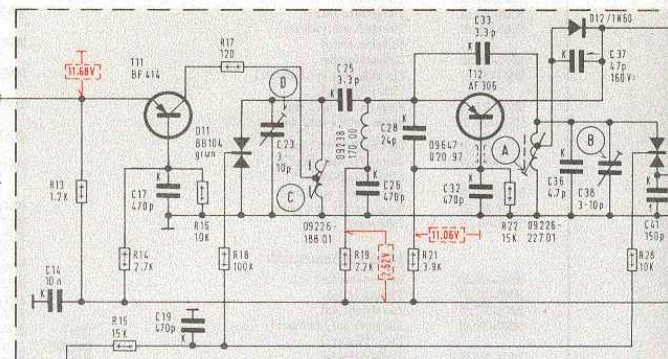 C33
3.3p
D12/1N60
T11
BF 414
R17
120
C25
3.3p
T12
AF306
K
C37
47p
160V
11.68V
D
D11
BB104
grün
C23
3-
10p
09238-
170.00
C28
24p
09647-
020.97
A
B
R13
1.2K
C17
470p
R16
10K
C
C26
470p
C32
470p
R22
15K
C36
4.7p
C38
3-10p
C41
150p
09226-
188.01
11.06V
09226-
227.01
C14
10n
R14
2.7K
R18
100K
R19
2.2K
2.62V
R21
3.9K
R28
10K
R15
15K
C19
470p